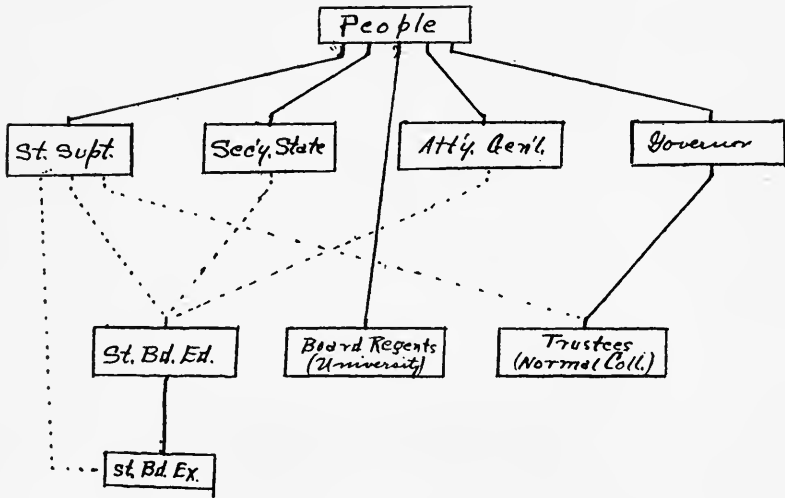 People
St. Supt.
Sec'y. State
Att'y. Gen'l.
Governor
St. Bd. Ed.
Board Regents
(University)
Trustees
(Normal Coll.)
St. Bd. Ex.